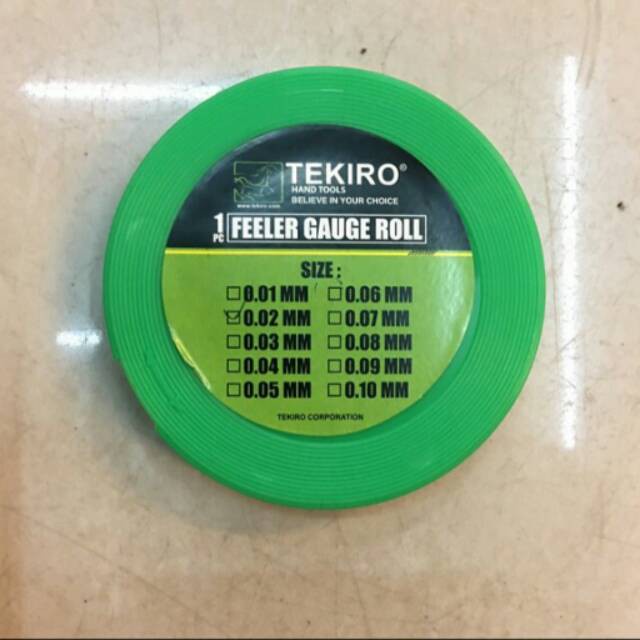 TEKIRO®
HAND TOOLS
BELIEVE IN YOUR CHOICE
www.tekiro.com
1 PC FEELER GAUGE ROLL
SIZE :
0.01 MM 0.06 MM
0.02 MM 0.07 MM
0.03 MM 0.08 MM
0.04 MM 0.09 MM
0.05 MM 0.10 MM
TEKIRO CORPORATION